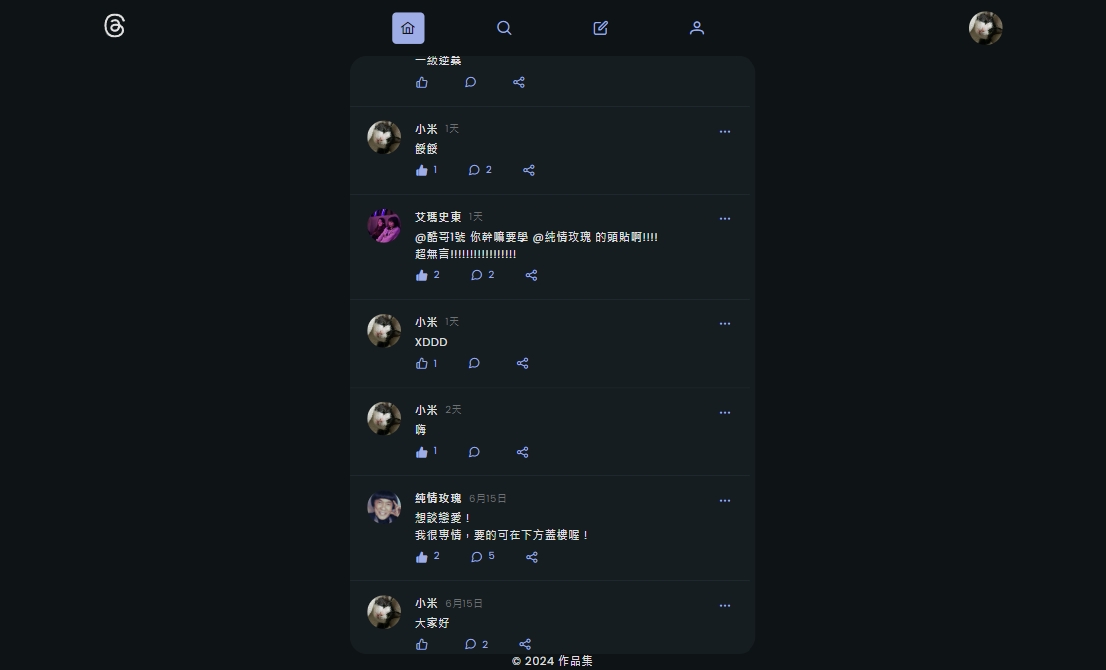 小米 1天
餒餒
1 2
艾瑪史東 1天
@酷哥1號 你幹嘛要學 @純情玫瑰 的頭貼啊!!!!
超無言!!!!!!!!!!!!!!!!!
2 2
小米 1天
XDDD
1
小米 2天
嗨
1
純情玫瑰 6月15日
想談戀愛！
我很專情，要的可在下方蓋樓喔！
2 5
小米 6月15日
大家好
2
© 2024 作品集